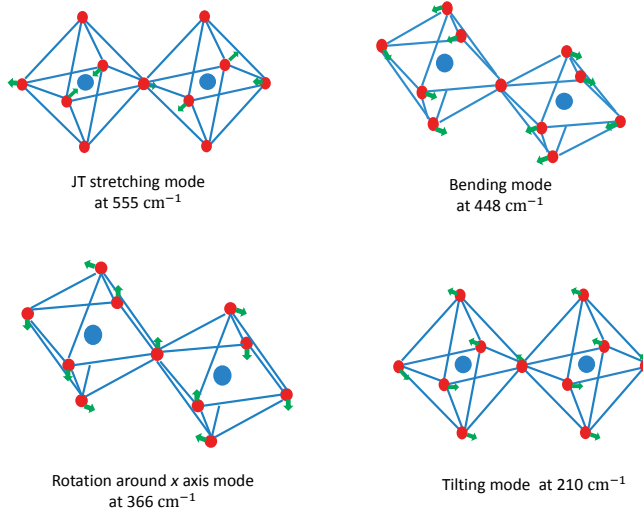 JT stretching mode
at 555 cm⁻¹
Bending mode
at 448 cm⁻¹
Rotation around x axis mode
at 366 cm⁻¹
Tilting mode at 210 cm⁻¹